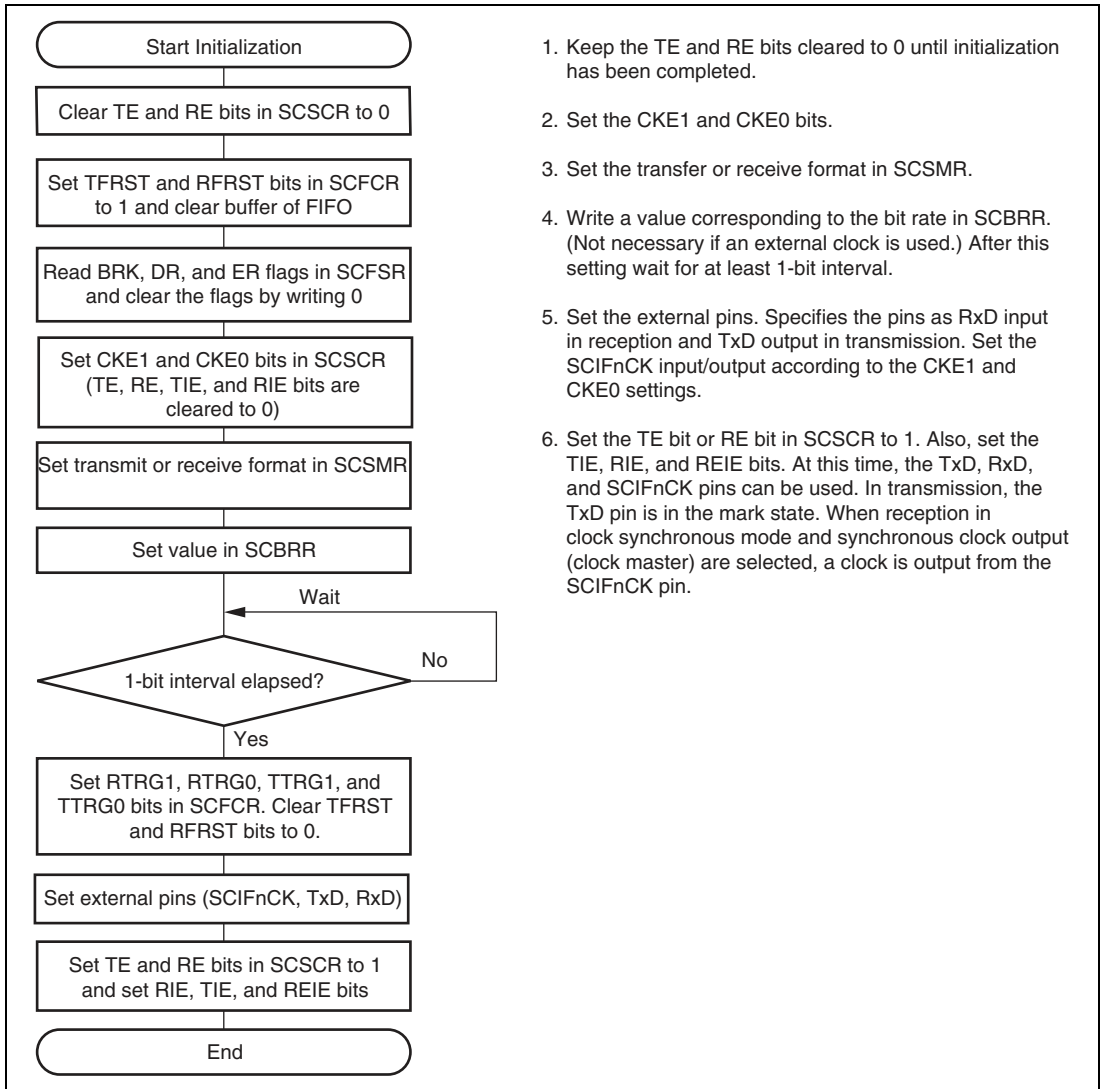 Start Initialization
Clear TE and RE bits in SCSCR to 0
Set TFRST and RFRST bits in SCFCR
to 1 and clear buffer of FIFO
Read BRK, DR, and ER flags in SCFSR
and clear the flags by writing 0
Set CKE1 and CKE0 bits in SCSCR
(TE, RE, TIE, and RIE bits are
cleared to 0)
Set transmit or receive format in SCSMR
Set value in SCBRR
Wait
No
1-bit interval elapsed?
Yes
Set RTRG1, RTRG0, TTRG1, and
TTRG0 bits in SCFCR. Clear TFRST
and RFRST bits to 0.
Set external pins (SCIFnCK, TxD, RxD)
Set TE and RE bits in SCSCR to 1
and set RIE, TIE, and REIE bits
End
1. Keep the TE and RE bits cleared to 0 until initialization
has been completed.
2. Set the CKE1 and CKE0 bits.
3. Set the transfer or receive format in SCSMR.
4. Write a value corresponding to the bit rate in SCBRR.
(Not necessary if an external clock is used.) After this
setting wait for at least 1-bit interval.
5. Set the external pins. Specifies the pins as RxD input
in reception and TxD output in transmission. Set the
SCIFnCK input/output according to the CKE1 and
CKE0 settings.
6. Set the TE bit or RE bit in SCSCR to 1. Also, set the
TIE, RIE, and REIE bits. At this time, the TxD, RxD,
and SCIFnCK pins can be used. In transmission, the
TxD pin is in the mark state. When reception in
clock synchronous mode and synchronous clock output
(clock master) are selected, a clock is output from the
SCIFnCK pin.